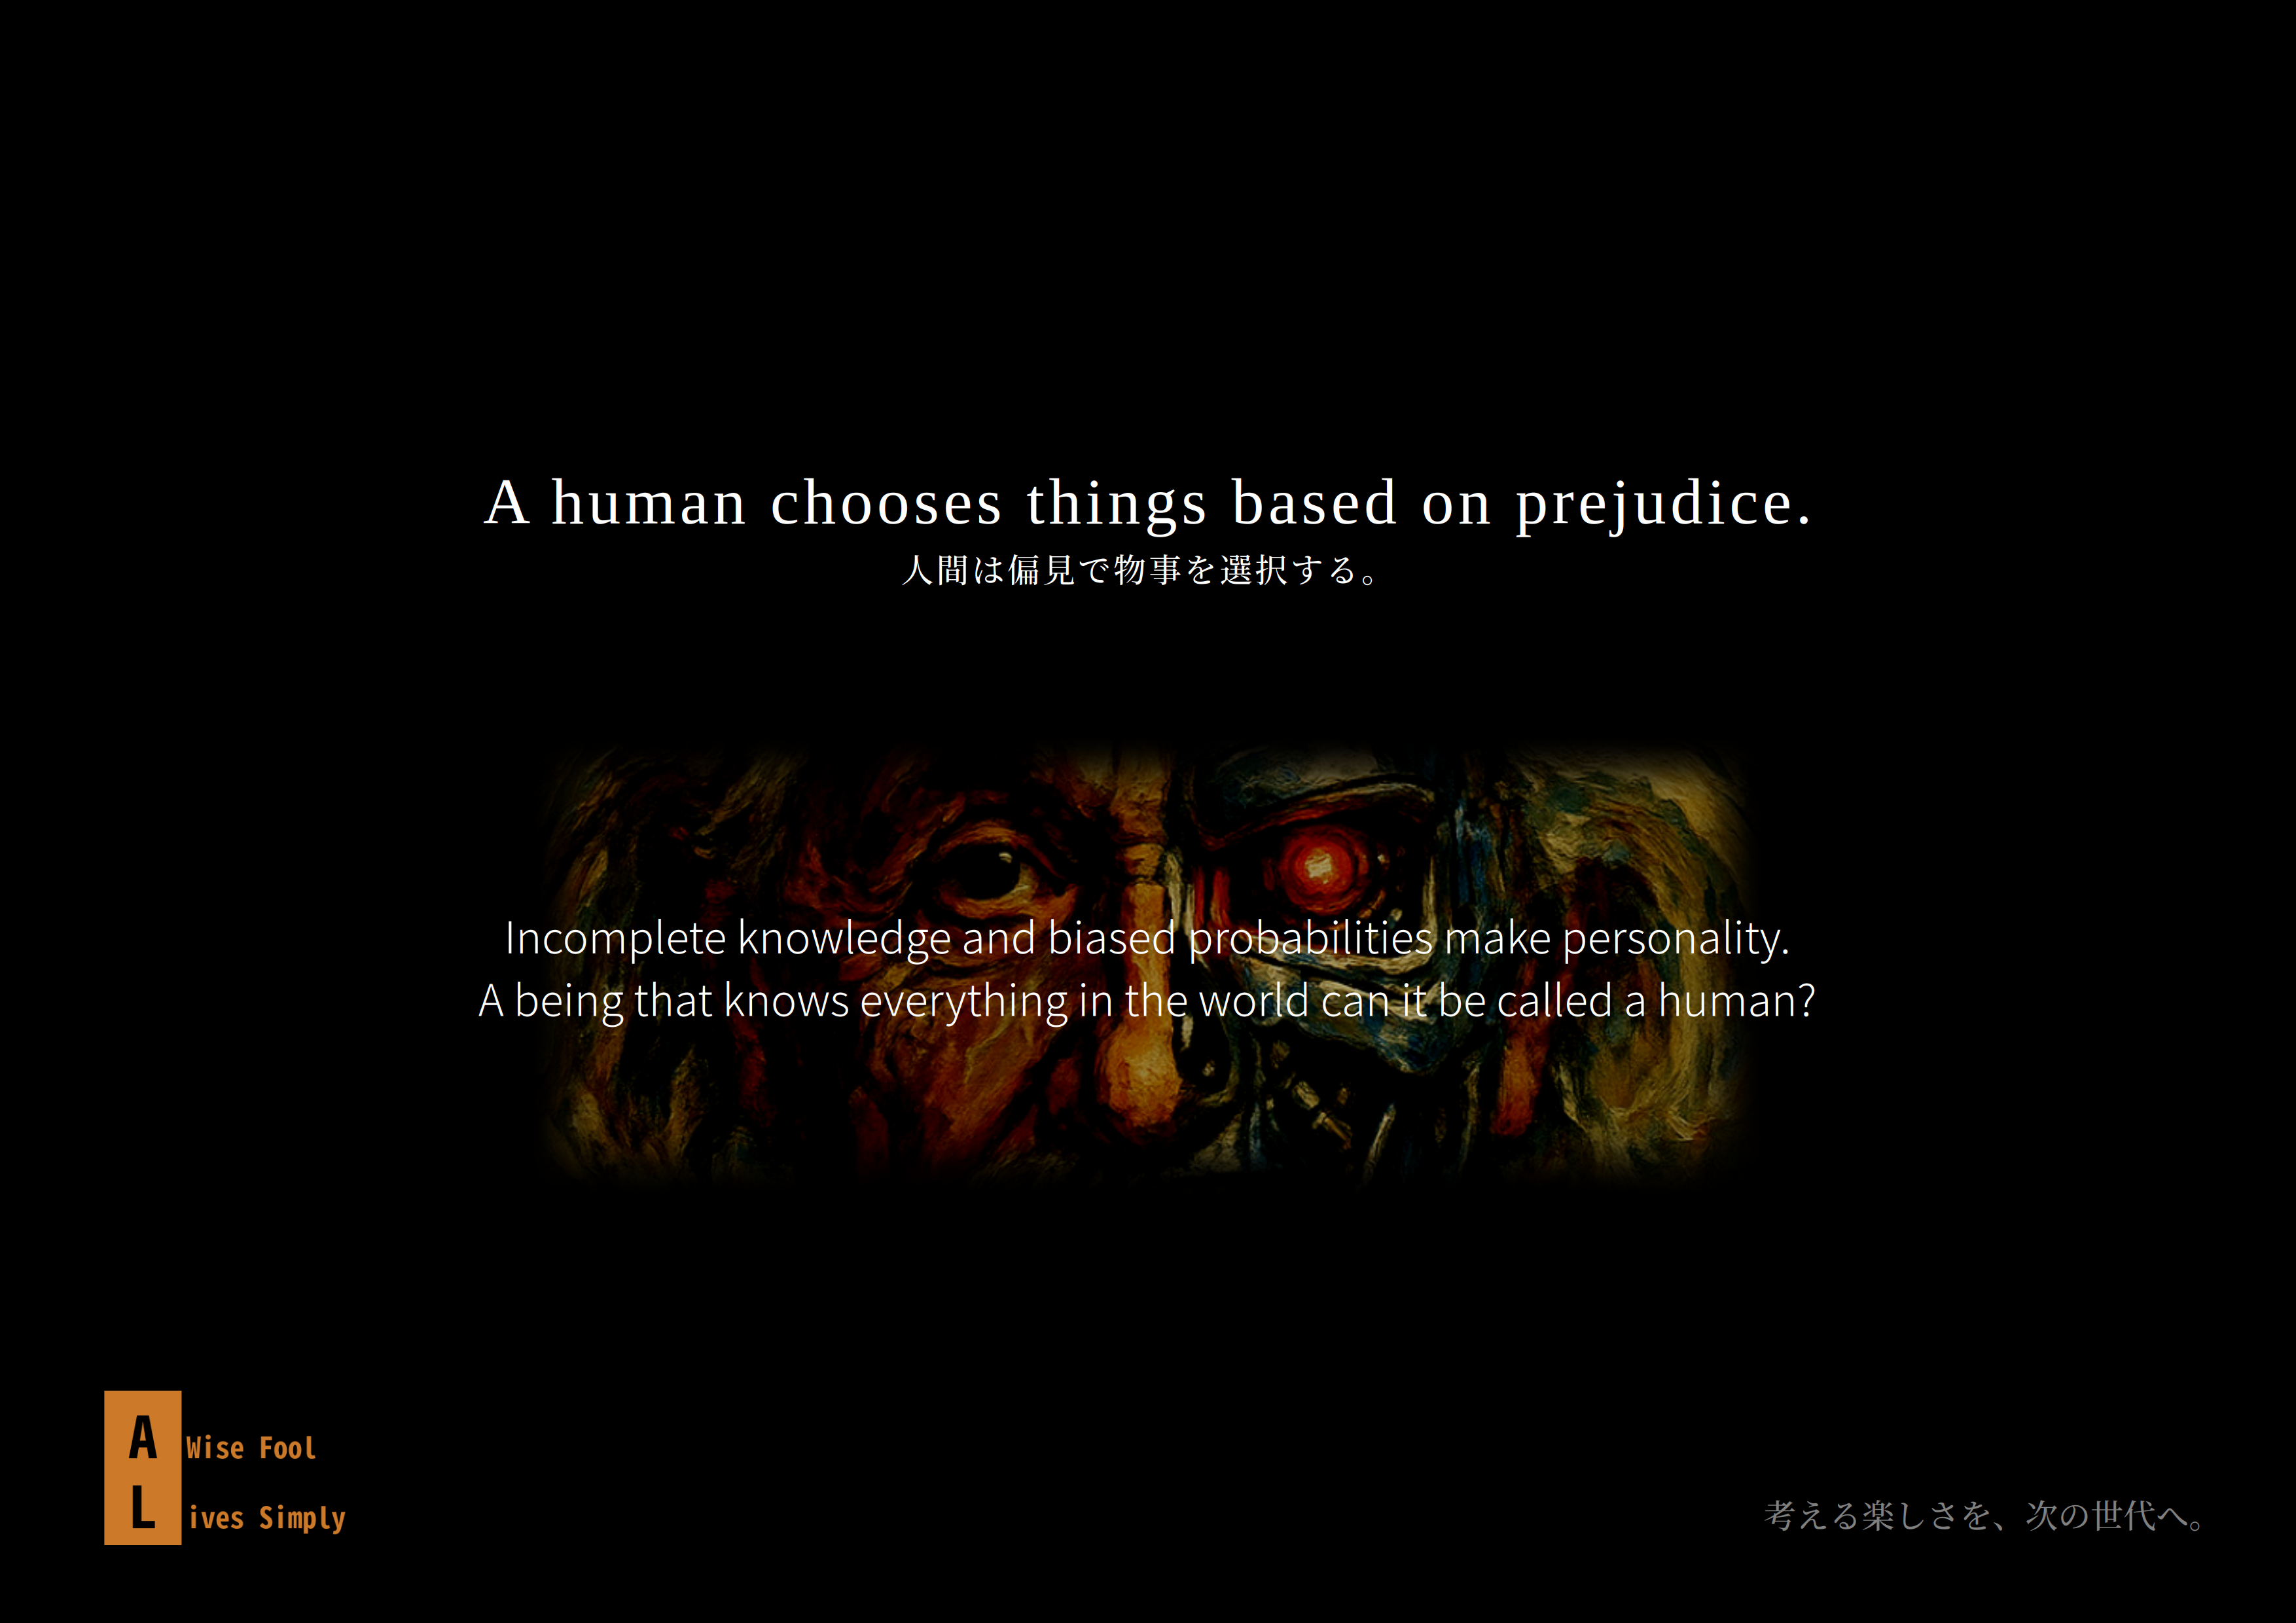 A human chooses things based on prejudice.
人間は偏見で物事を選択する。
Incomplete knowledge and biased probabilities make personality.
A being that knows everything in the world can it be called a human?
A Wise Fool
Lives Simply
考える楽しさを、次の世代へ。